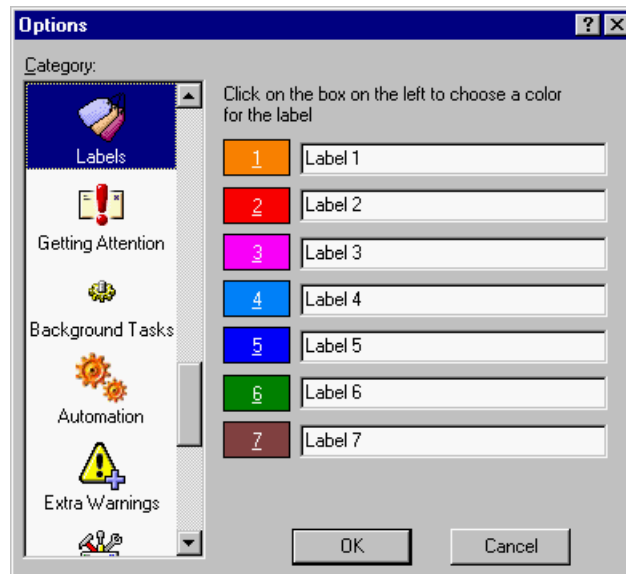 Options
Category:
Labels
Getting Attention
Background Tasks
Automation
Extra Warnings
Click on the box on the left to choose a color
for the label
1 Label 1
2 Label 2
3 Label 3
4 Label 4
5 Label 5
6 Label 6
7 Label 7
OK Cancel